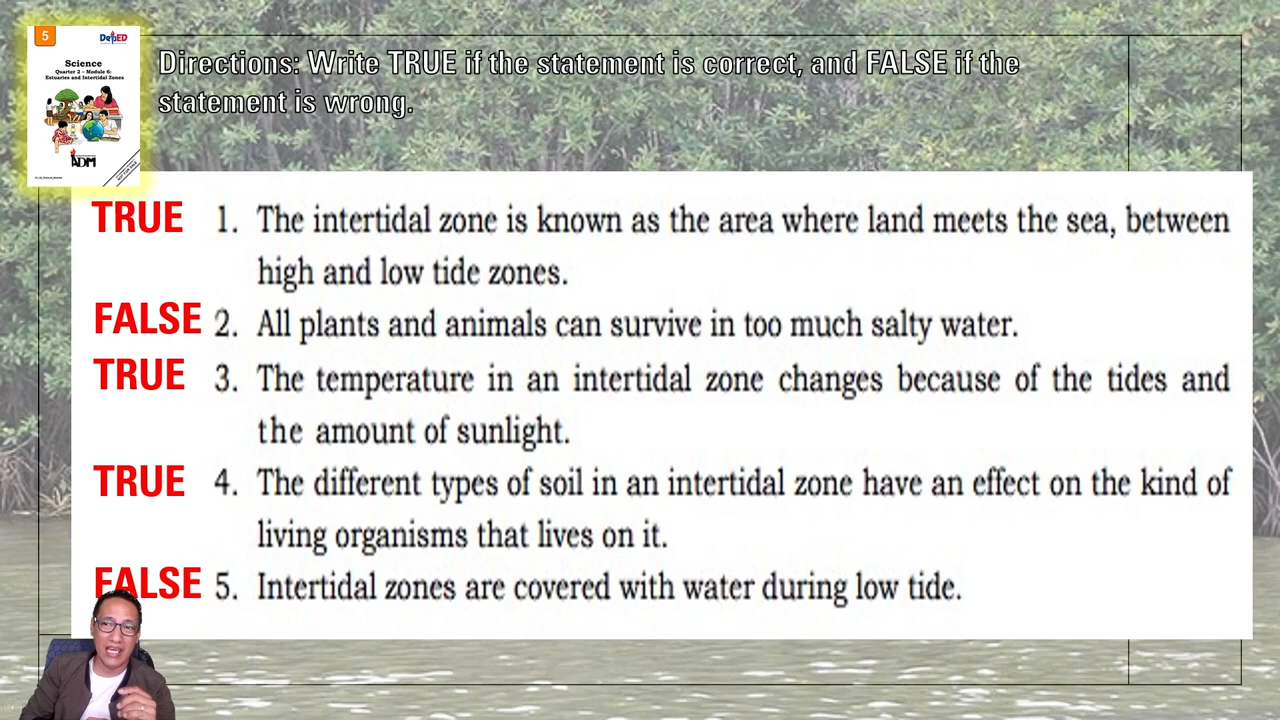 5
DepED
Science
Quarter 2 – Module 6:
Estuaries and Intertidal Zones
ADM
Directions: Write TRUE if the statement is correct, and FALSE if the
statement is wrong.
TRUE 1. The intertidal zone is known as the area where land meets the sea, between
high and low tide zones.
FALSE 2. All plants and animals can survive in too much salty water.
TRUE 3. The temperature in an intertidal zone changes because of the tides and
the amount of sunlight.
TRUE 4. The different types of soil in an intertidal zone have an effect on the kind of
living organisms that lives on it.
FALSE 5. Intertidal zones are covered with water during low tide.